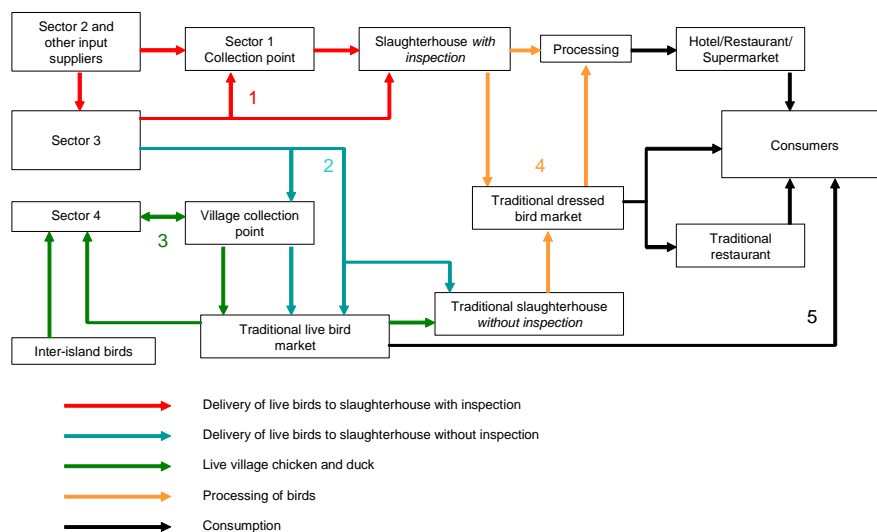 Sector 2 and
other input
suppliers
Sector 1
Collection point
Slaughterhouse with
inspection
Processing
Hotel/Restaurant/
Supermarket
1
Sector 3
Consumers
2
4
Sector 4
3
Village collection
point
Traditional dressed
bird market
Traditional
restaurant
Traditional slaughterhouse
without inspection
5
Traditional live bird
market
Inter-island birds
Delivery of live birds to slaughterhouse with inspection
Delivery of live birds to slaughterhouse without inspection
Live village chicken and duck
Processing of birds
Consumption